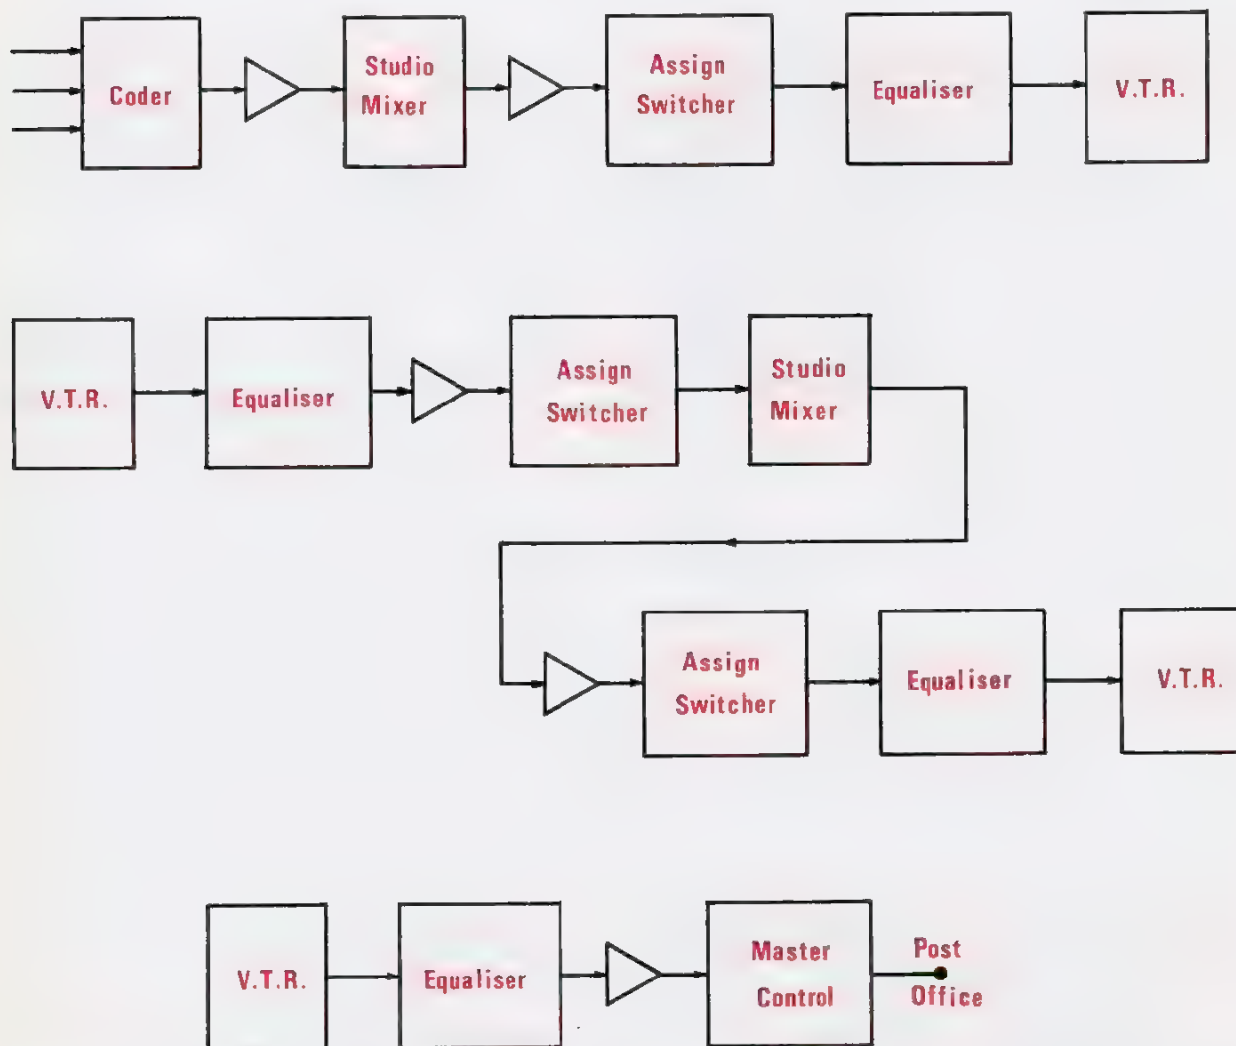 Coder
Studio
Mixer
Assign
Switcher
Equaliser
V.T.R.
V.T.R.
Equaliser
Assign
Switcher
Studio
Mixer
Assign
Switcher
Equaliser
V.T.R.
V.T.R.
Equaliser
Master
Control
Post
Office